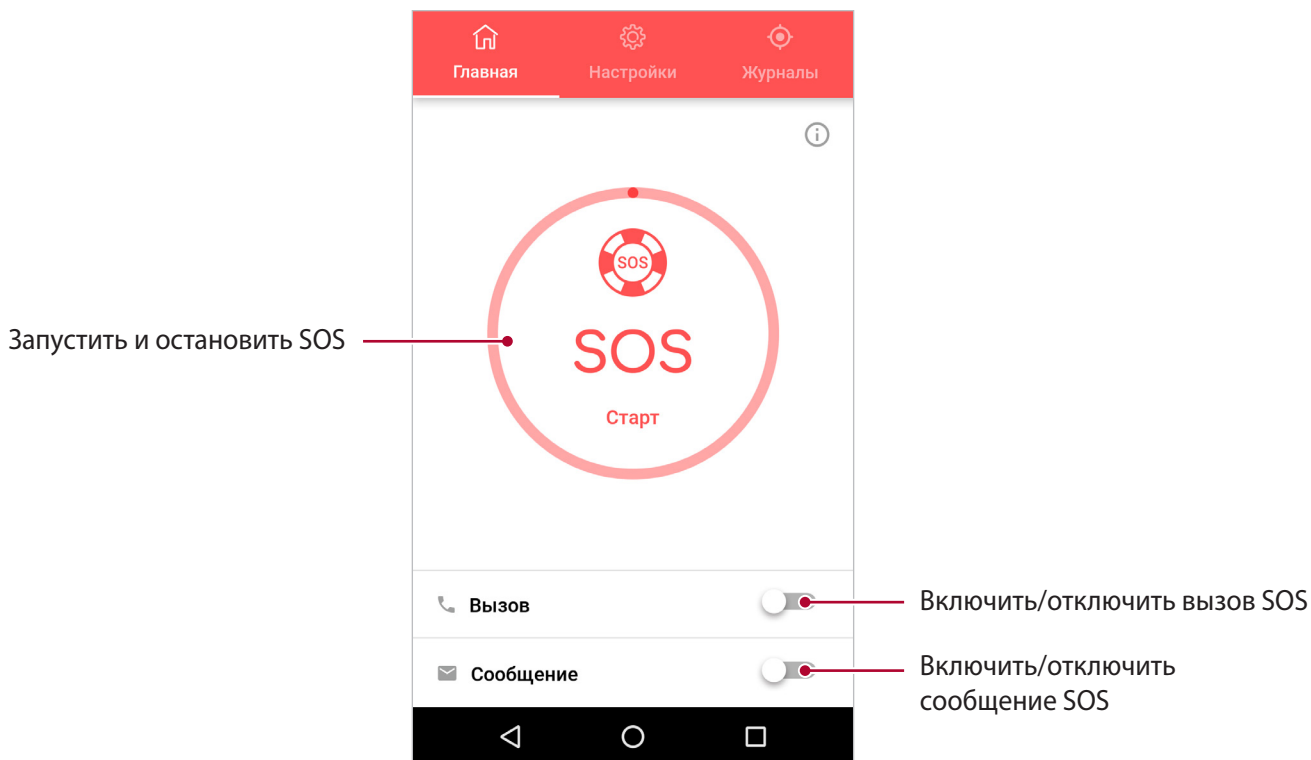 Главная
Настройки
Журналы
SOS
SOS
Старт
Запустить и остановить SOS
Вызов
Включить/отключить вызов SOS
Сообщение
Включить/отключить
сообщение SOS